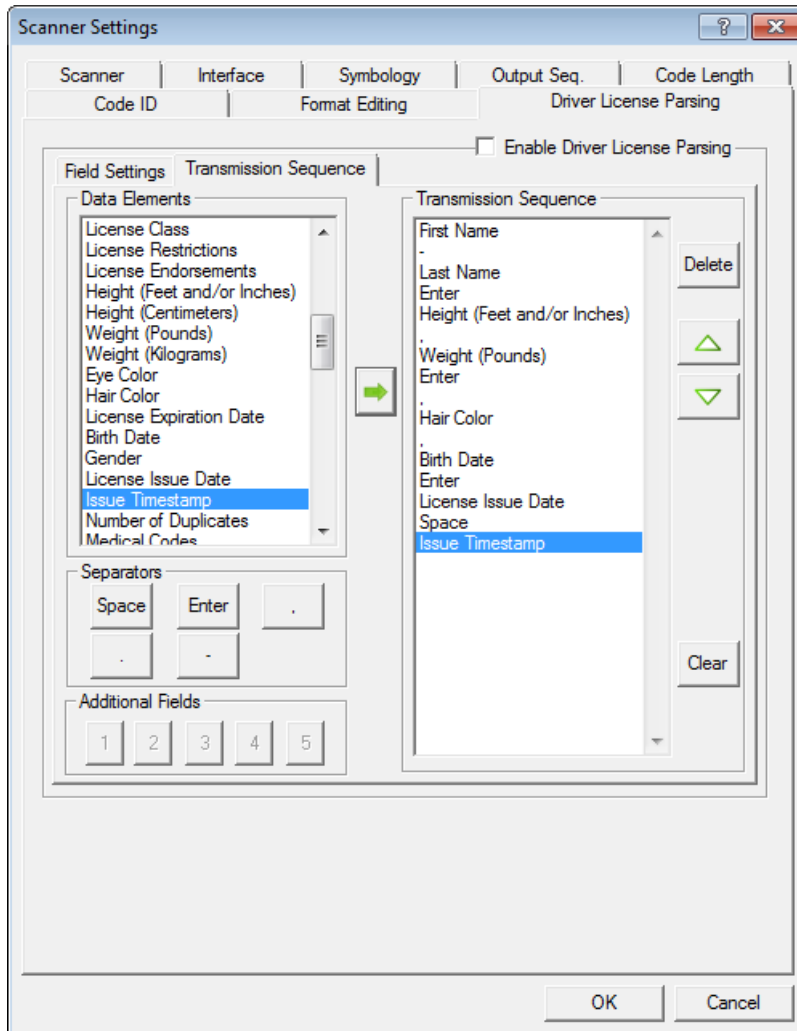 Scanner Settings
Scanner Interface Symbology Output Seq. Code Length
Code ID Format Editing Driver License Parsing
Enable Driver License Parsing
Field Settings Transmission Sequence
Data Elements
License Class
License Restrictions
License Endorsements
Height (Feet and/or Inches)
Height (Centimeters)
Weight (Pounds)
Weight (Kilograms)
Eye Color
Hair Color
License Expiration Date
Birth Date
Gender
License Issue Date
Issue Timestamp
Number of Duplicates
Medical Codes
Separators
Space Enter ,
. -
Additional Fields
1 2 3 4 5
Transmission Sequence
First Name
-
Last Name
Enter
Height (Feet and/or Inches)
,
Weight (Pounds)
Enter
,
Hair Color
,
Birth Date
Enter
License Issue Date
Space
Issue Timestamp
Delete
Clear
OK Cancel